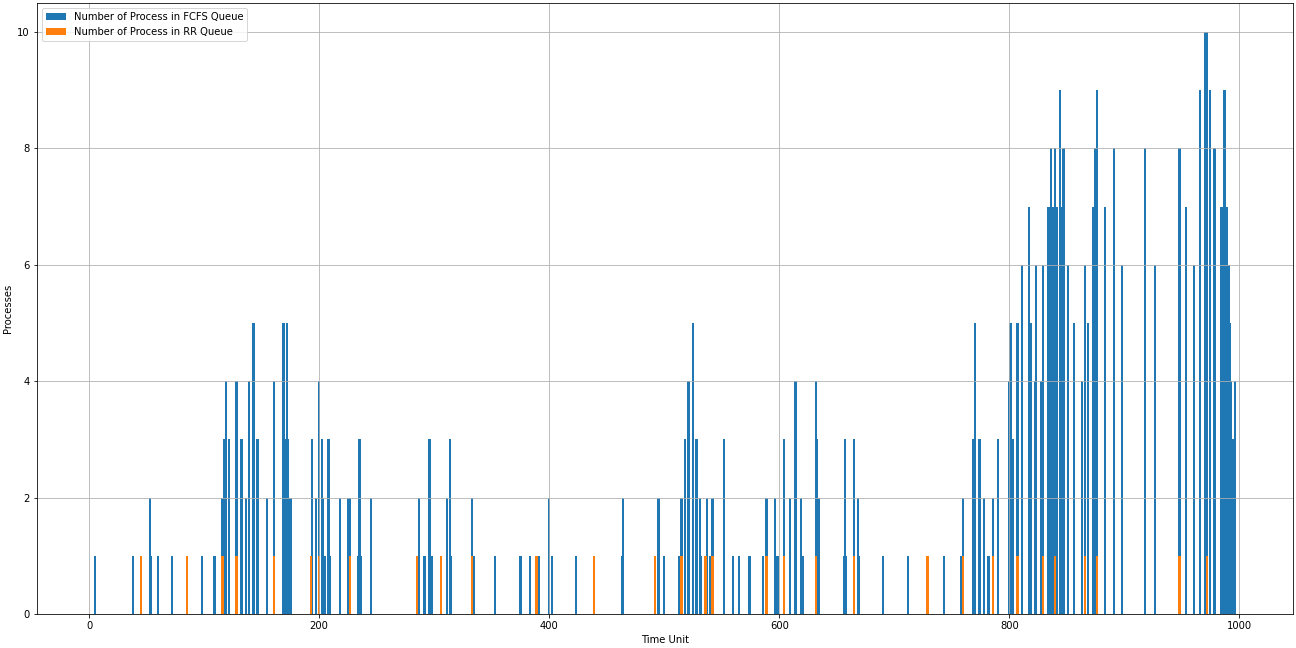 Number of Process in FCFS Queue
Number of Process in RR Queue
10
8
6
4
2
0
Processes
0 200 400 600 800 1000
Time Unit